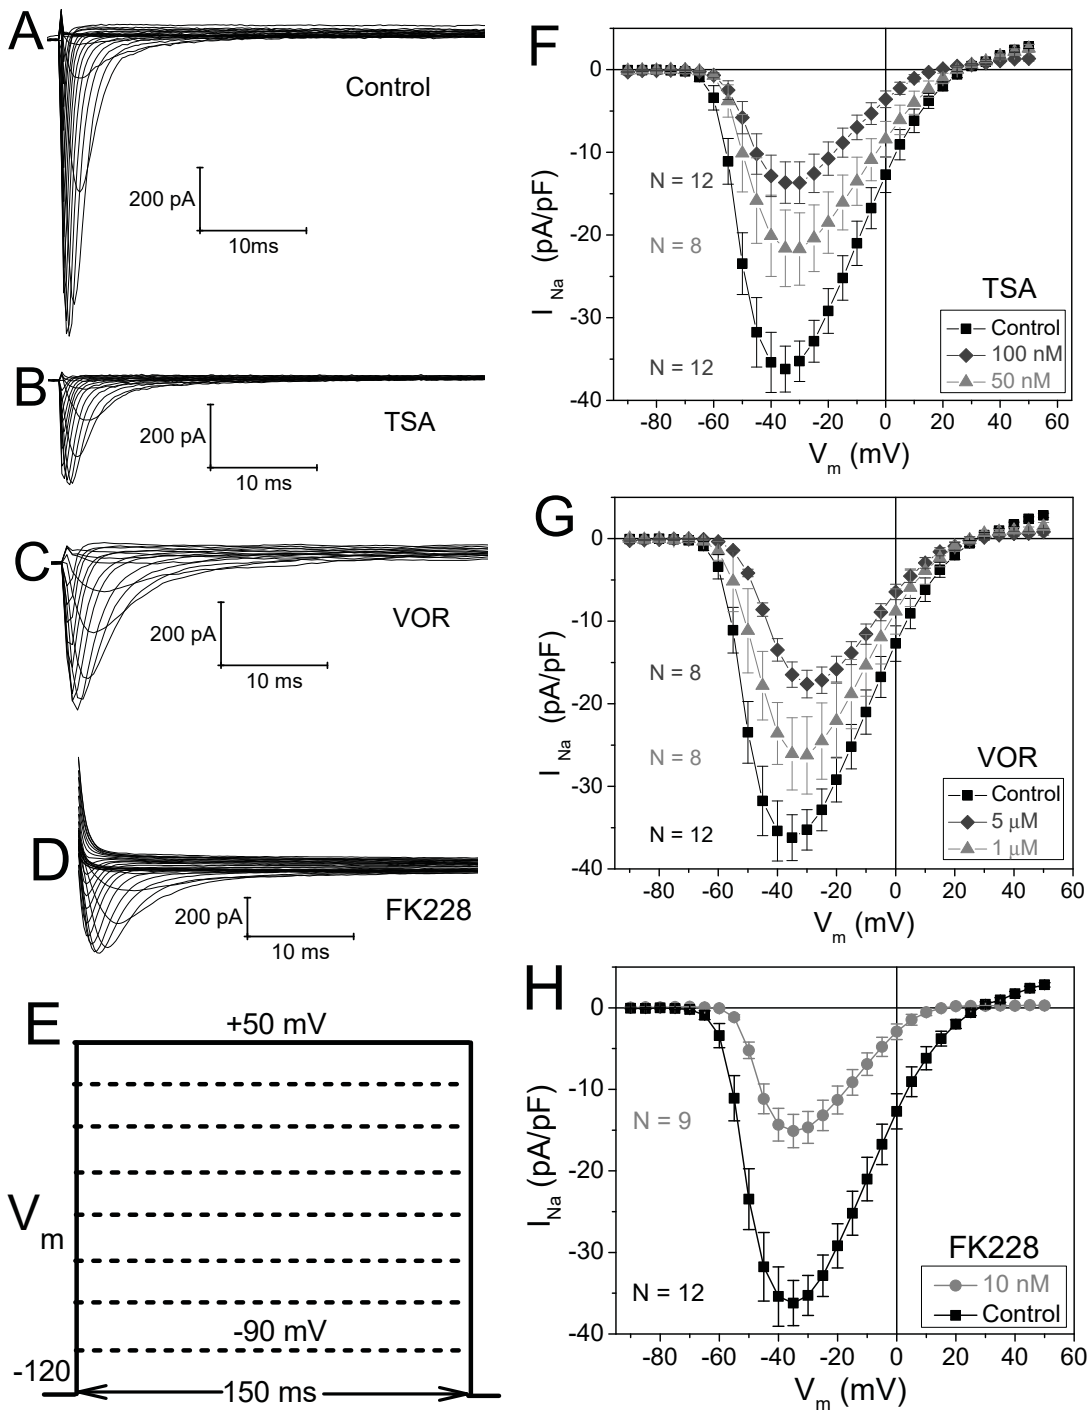 A
Control
200 pA
10ms
B
TSA
200 pA
10 ms
C
VOR
200 pA
10 ms
D
FK228
200 pA
10 ms
E
+50 mV
V m
-90 mV
-120
150 ms
F
0
-10
-20
-30
-40
I Na (pA/pF)
N = 12
N = 8
N = 12
TSA
Control
100 nM
50 nM
-80 -60 -40 -20 0 20 40 60
V m (mV)
G
0
-10
-20
-30
-40
I Na (pA/pF)
N = 8
N = 8
N = 12
VOR
Control
5 μM
1 μM
-80 -60 -40 -20 0 20 40 60
V m (mV)
H
0
-10
-20
-30
-40
I Na (pA/pF)
N = 9
N = 12
FK228
10 nM
Control
-80 -60 -40 -20 0 20 40 60
V m (mV)